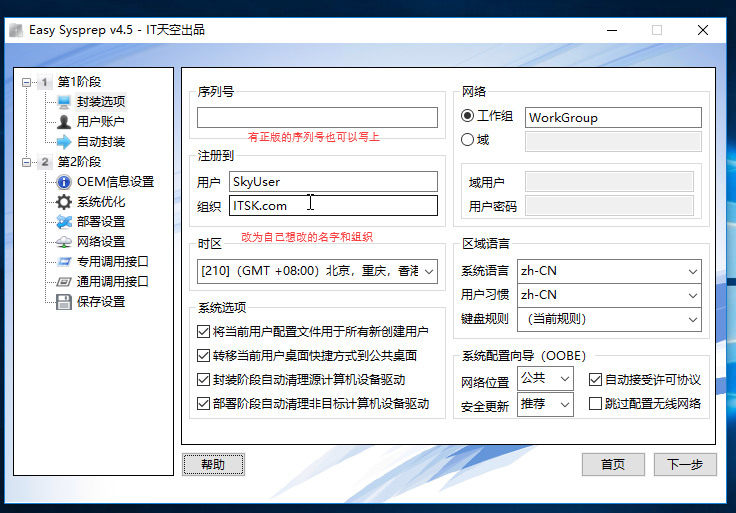 Easy Sysprep v4.5 - IT天空出品
1 第1阶段
封装选项
用户账户
自动封装
2 第2阶段
OEM信息设置
系统优化
部署设置
网络设置
专用调用接口
通用调用接口
保存设置
序列号
有正版的序列号也可以写上
注册到
用户 SkyUser
组织 ITSK.com
改为自己想改的名字和组织
时区
[210]（GMT +08:00）北京，重庆，香港
系统选项
将当前用户配置文件用于所有新创建用户
转移当前用户桌面快捷方式到公共桌面
封装阶段自动清理源计算机设备驱动
部署阶段自动清理非目标计算机设备驱动
网络
工作组 WorkGroup
域
域用户
用户密码
区域语言
系统语言 zh-CN
用户习惯 zh-CN
键盘规则 （当前规则）
系统配置向导（OOBE）
网络位置 公共 自动接受许可协议
安全更新 推荐 跳过配置无线网络
帮助 首页 下一步